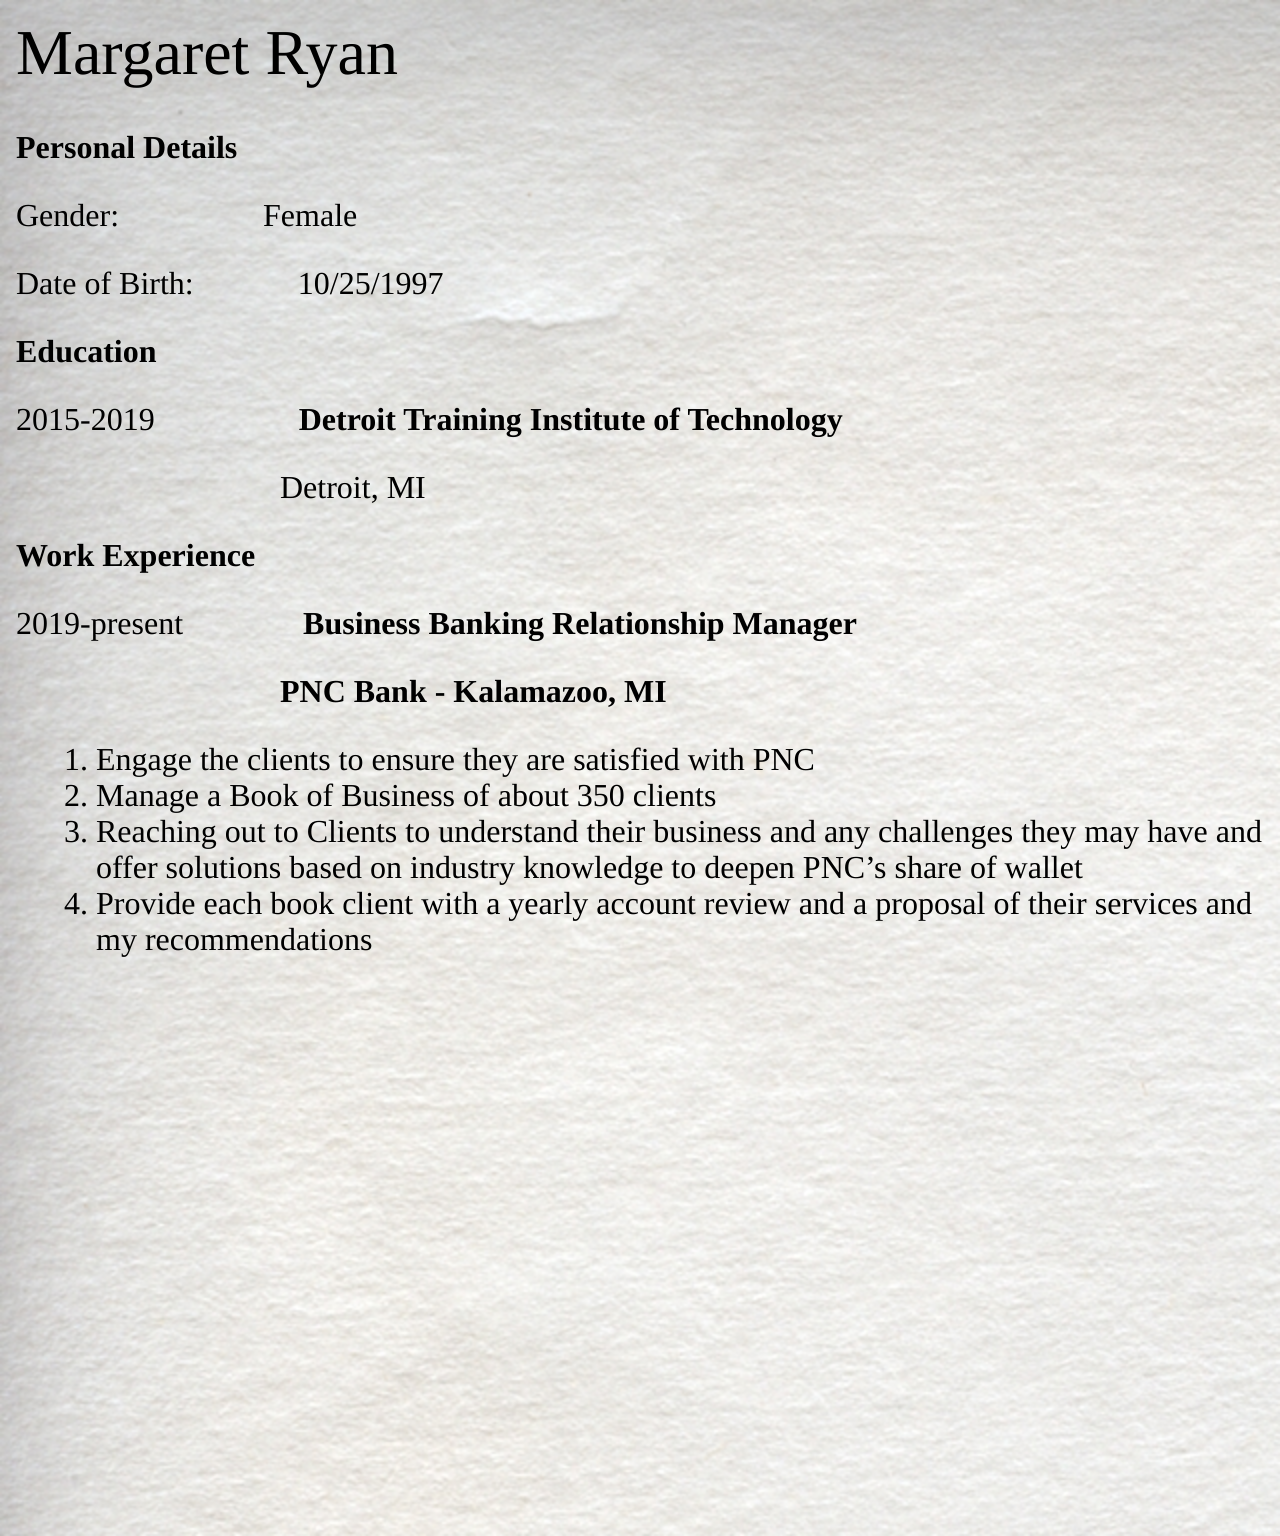 Margaret Ryan
Personal Details
Gender: Female
Date of Birth: 10/25/1997
Education
2015-2019 Detroit Training Institute of Technology
Detroit, MI
Work Experience
2019-present Business Banking Relationship Manager
PNC Bank - Kalamazoo, MI
1. Engage the clients to ensure they are satisfied with PNC
2. Manage a Book of Business of about 350 clients
3. Reaching out to Clients to understand their business and any challenges they may have and
offer solutions based on industry knowledge to deepen PNC’s share of wallet
4. Provide each book client with a yearly account review and a proposal of their services and
my recommendations